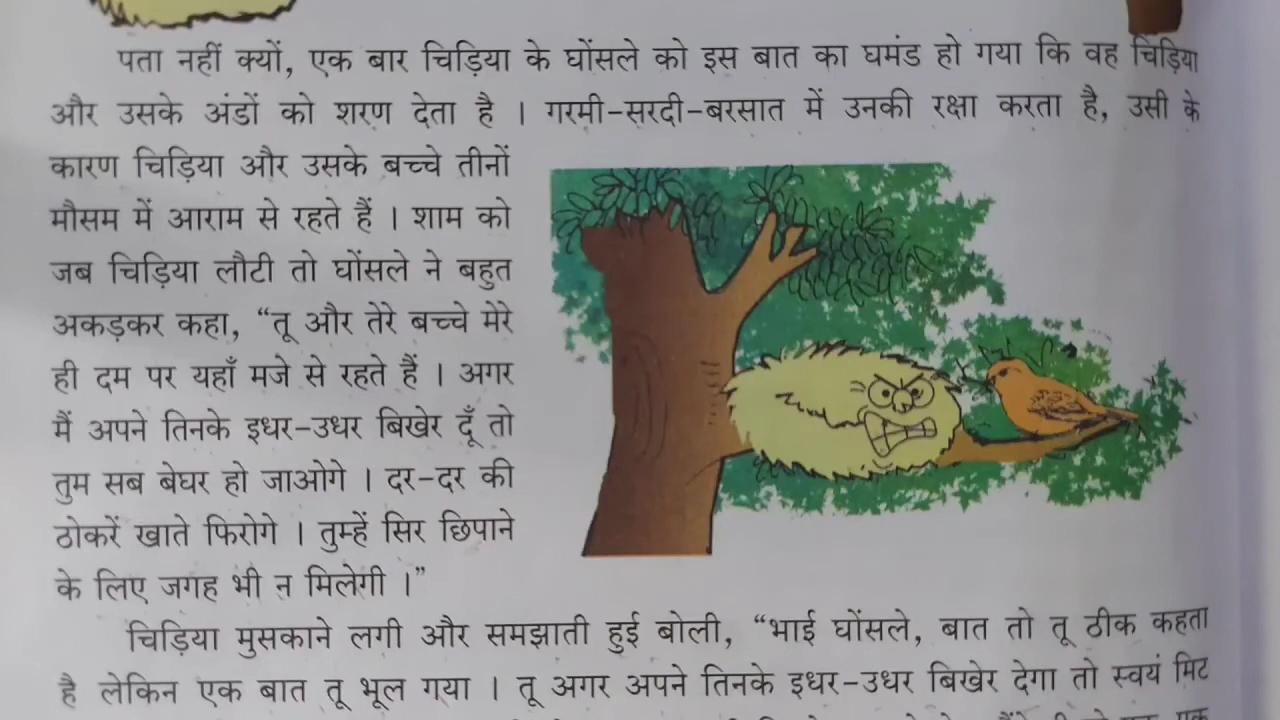 पता नहीं क्यों, एक बार चिड़िया के घोंसले को इस बात का घमंड हो गया कि वह चिड़िया
और उसके अंडों को शरण देता है । गरमी-सरदी-बरसात में उनकी रक्षा करता है, उसी के
कारण चिड़िया और उसके बच्चे तीनों
मौसम में आराम से रहते हैं । शाम को
जब चिड़िया लौटी तो घोंसले ने बहुत
अकड़कर कहा, “तू और तेरे बच्चे मेरे
ही दम पर यहाँ मजे से रहते हैं । अगर
मैं अपने तिनके इधर-उधर बिखेर दूँ तो
तुम सब बेघर हो जाओगे । दर-दर की
ठोकरें खाते फिरोगे । तुम्हें सिर छिपाने
के लिए जगह भी न मिलेगी ।”
चिड़िया मुसकाने लगी और समझाती हुई बोली, “भाई घोंसले, बात तो तू ठीक कहता
है लेकिन एक बात तू भूल गया । तू अगर अपने तिनके इधर-उधर बिखेर देगा तो स्वयं मिट